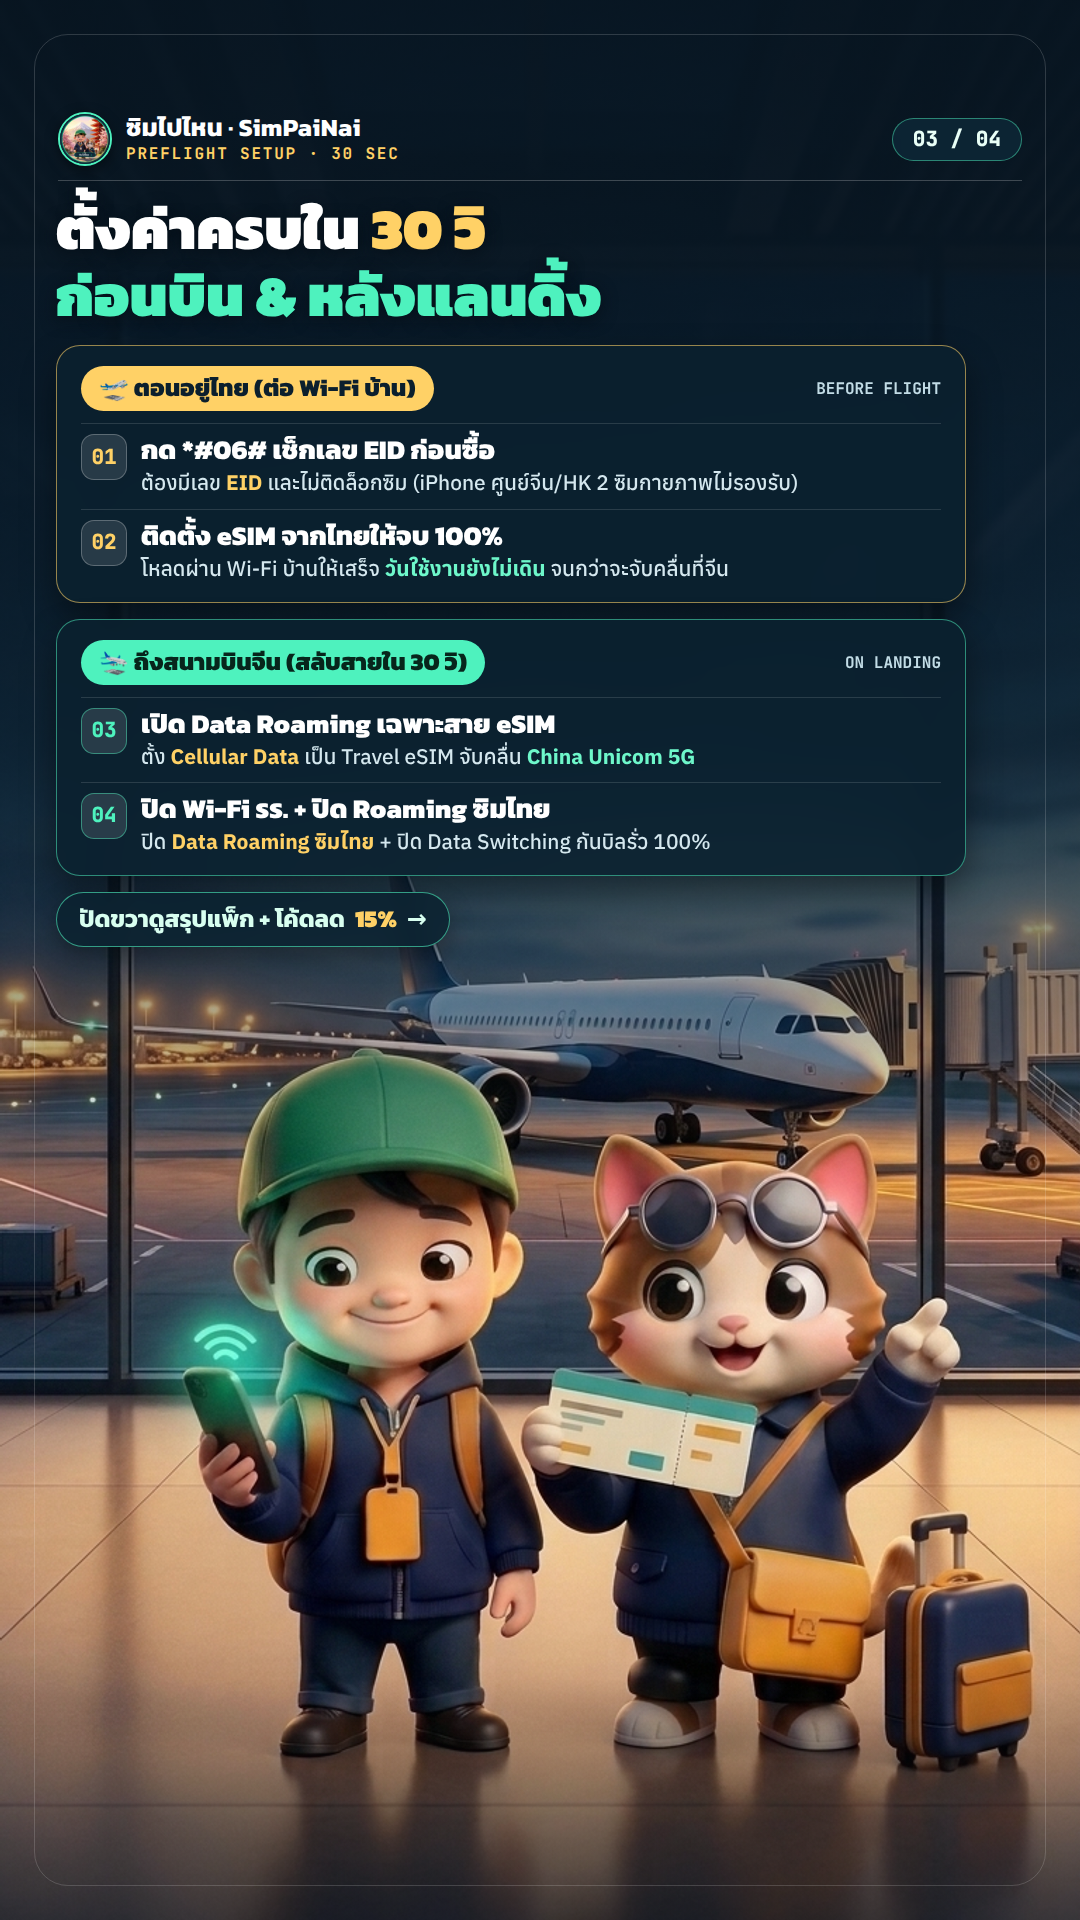 ซิมไปไหน · SimPaiNai
PREFLIGHT SETUP · 30 SEC
03 / 04
ตั้งค่าครบใน 30 วิ
ก่อนบิน & หลังแลนดิ้ง
🛫 ตอนอยู่ไทย (ต่อ Wi-Fi บ้าน)
BEFORE FLIGHT
01
กด *#06# เช็กเลข EID ก่อนซื้อ
ต้องมีเลข EID และไม่ติดล็อกซิม (iPhone ศูนย์จีน/HK 2 ซิมกายภาพไม่รองรับ)
02
ติดตั้ง eSIM จากไทยให้จบ 100%
โหลดผ่าน Wi-Fi บ้านให้เสร็จ วันใช้งานยังไม่เดิน จนกว่าจะจับคลื่นที่จีน
🛬 ถึงสนามบินจีน (สลับสายใน 30 วิ)
ON LANDING
03
เปิด Data Roaming เฉพาะสาย eSIM
ตั้ง Cellular Data เป็น Travel eSIM จับคลื่น China Unicom 5G
04
ปิด Wi-Fi รร. + ปิด Roaming ซิมไทย
ปิด Data Roaming ซิมไทย + ปิด Data Switching กันบิลรั่ว 100%
ปัดขวาดูสรุปแพ็ก + โค้ดลด 15% →